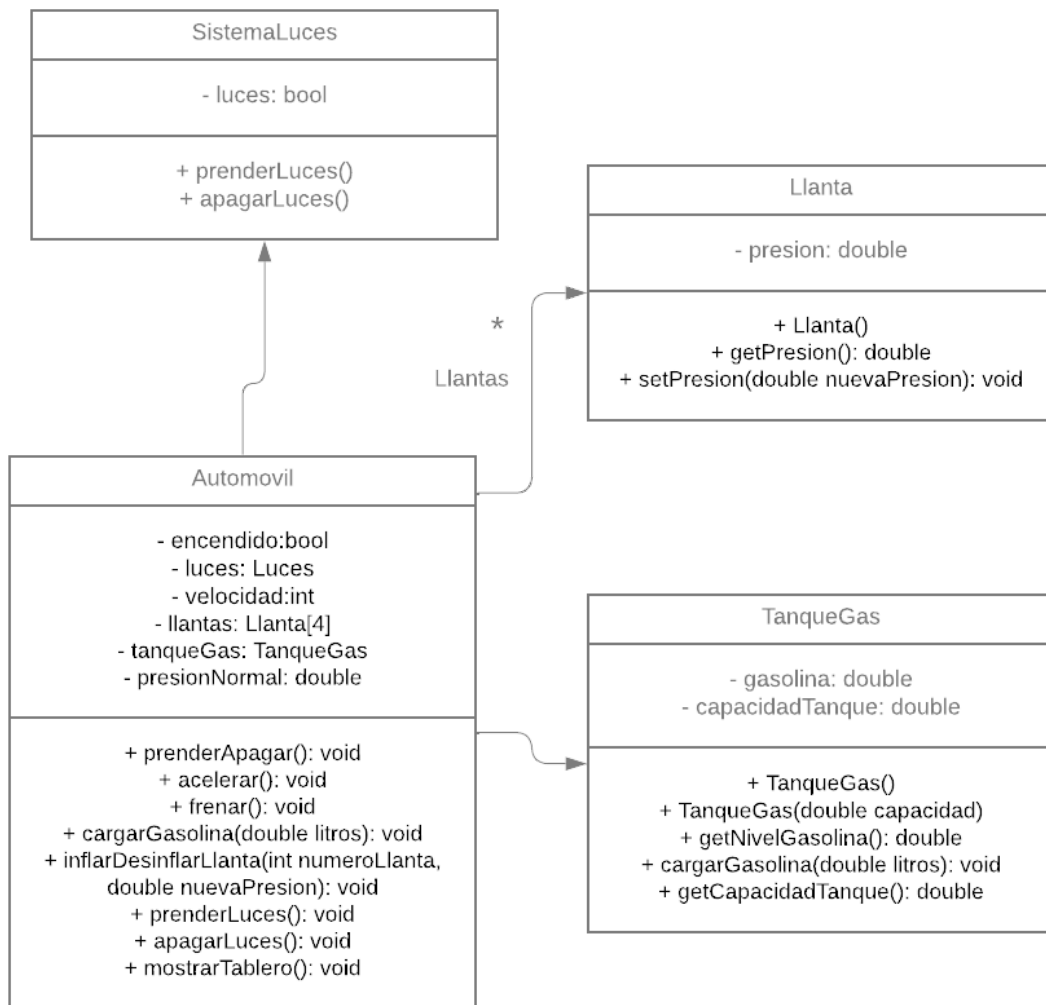 SistemaLuces
- luces: bool
+ prenderLuces()
+ apagarLuces()
Llanta
- presion: double
+ Llanta()
+ getPresion(): double
+ setPresion(double nuevaPresion): void
*
Llantas
Automovil
- encendido:bool
- luces: Luces
- velocidad:int
- llantas: Llanta[4]
- tanqueGas: TanqueGas
- presionNormal: double
+ prenderApagar(): void
+ acelerar(): void
+ frenar(): void
+ cargarGasolina(double litros): void
+ inflarDesinflarLlanta(int numeroLlanta,
double nuevaPresion): void
+ prenderLuces(): void
+ apagarLuces(): void
+ mostrarTablero(): void
TanqueGas
- gasolina: double
- capacidadTanque: double
+ TanqueGas()
+ TanqueGas(double capacidad)
+ getNivelGasolina(): double
+ cargarGasolina(double litros): void
+ getCapacidadTanque(): double